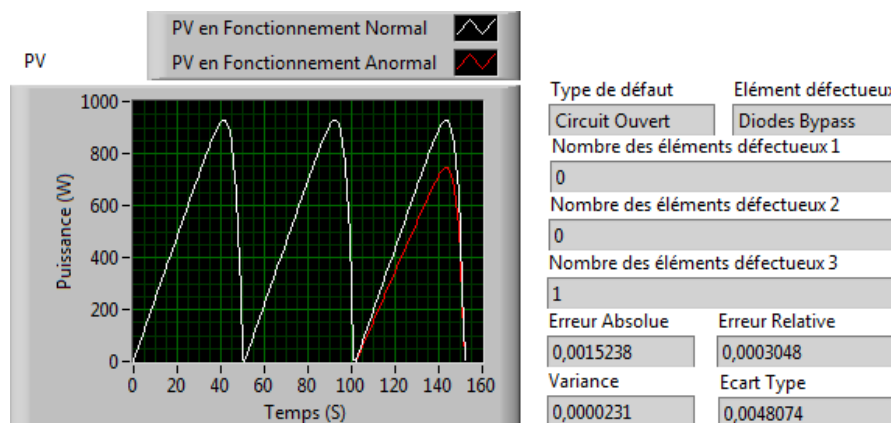 PV en Fonctionnement Normal
PV
PV en Fonctionnement Anormal
1000
800
600
400
200
0
Puissance (W)
0 20 40 60 80 100 120 140 160
Temps (S)
Type de défaut Elément défectueux
Circuit Ouvert Diodes Bypass
Nombre des éléments défectueux 1
0
Nombre des éléments défectueux 2
0
Nombre des éléments défectueux 3
1
Erreur Absolue Erreur Relative
0,0015238 0,0003048
Variance Ecart Type
0,0000231 0,0048074